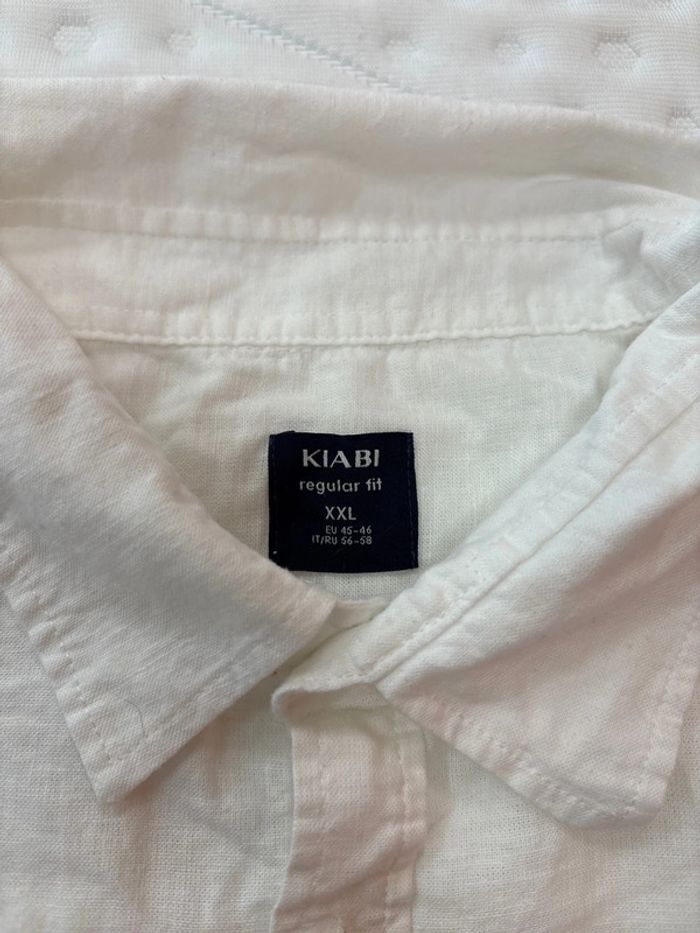 KIABI
regular fit
XXL
EU 45-46
IT/RU 56-58